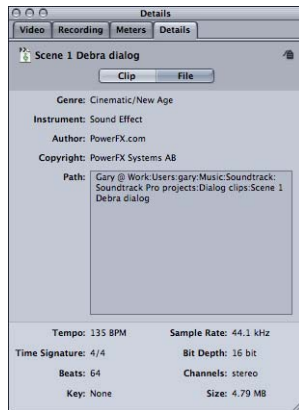 Details
Video Recording Meters Details
Scene 1 Debra dialog
Clip File
Genre: Cinematic/New Age
Instrument: Sound Effect
Author: PowerFX.com
Copyright: PowerFX Systems AB
Path: Gary @ Work:Users:gary:Music:Soundtrack:
Soundtrack Pro projects:Dialog clips:Scene 1
Debra dialog
Tempo: 135 BPM Sample Rate: 44.1 kHz
Time Signature: 4/4 Bit Depth: 16 bit
Beats: 64 Channels: stereo
Key: None Size: 4.79 MB